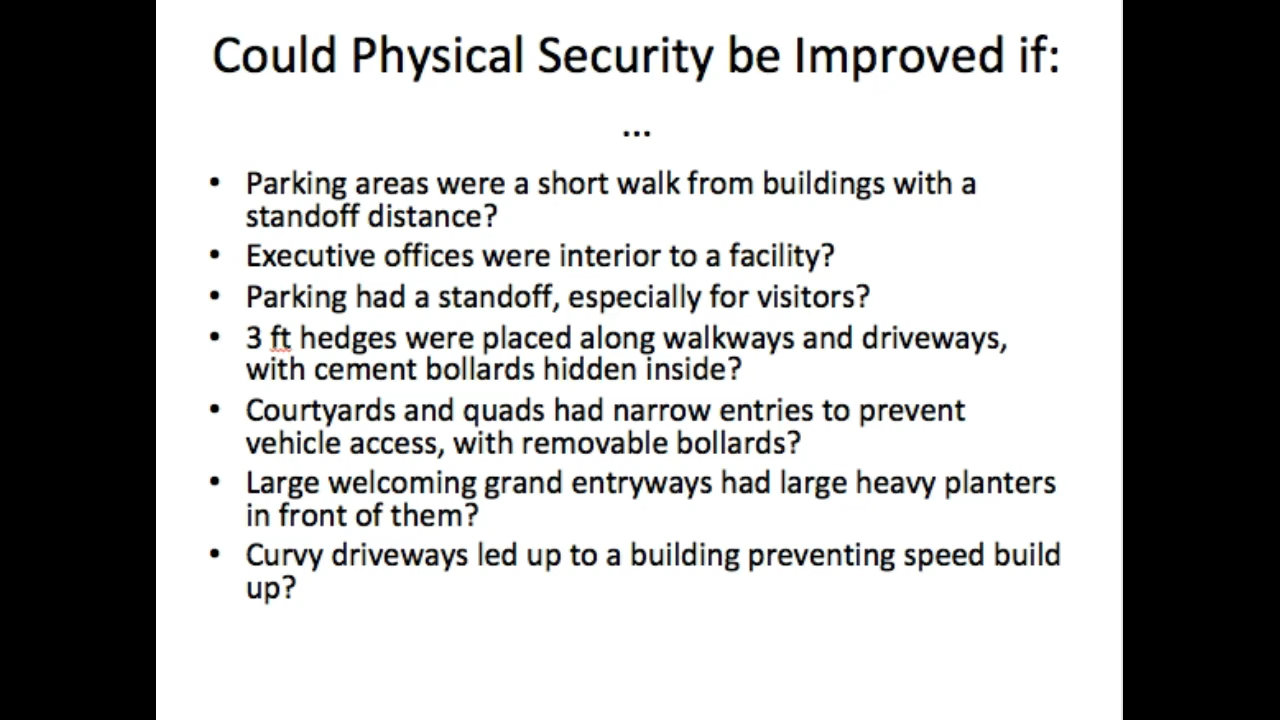 Could Physical Security be Improved if:
...
• Parking areas were a short walk from buildings with a
standoff distance?
• Executive offices were interior to a facility?
• Parking had a standoff, especially for visitors?
• 3 ft hedges were placed along walkways and driveways,
with cement bollards hidden inside?
• Courtyards and quads had narrow entries to prevent
vehicle access, with removable bollards?
• Large welcoming grand entryways had large heavy planters
in front of them?
• Curvy driveways led up to a building preventing speed build
up?